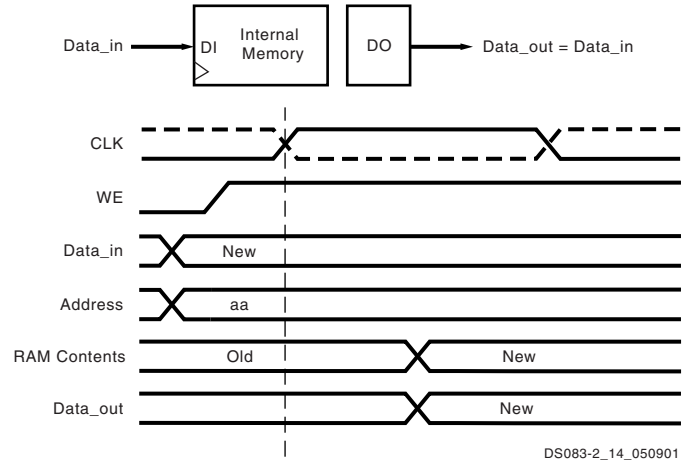 Data_in DI Internal Memory DO Data_out = Data_in
CLK
WE
Data_in New
Address aa
RAM Contents Old New
Data_out New
DS083-2_14_050901